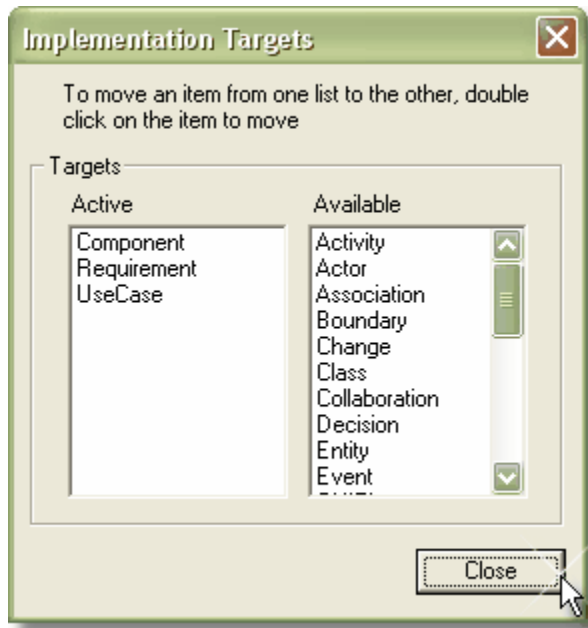 Implementation Targets
To move an item from one list to the other, double
click on the item to move
Targets
Active
Available
Component
Requirement
UseCase
Activity
Actor
Association
Boundary
Change
Class
Collaboration
Decision
Entity
Event
Close